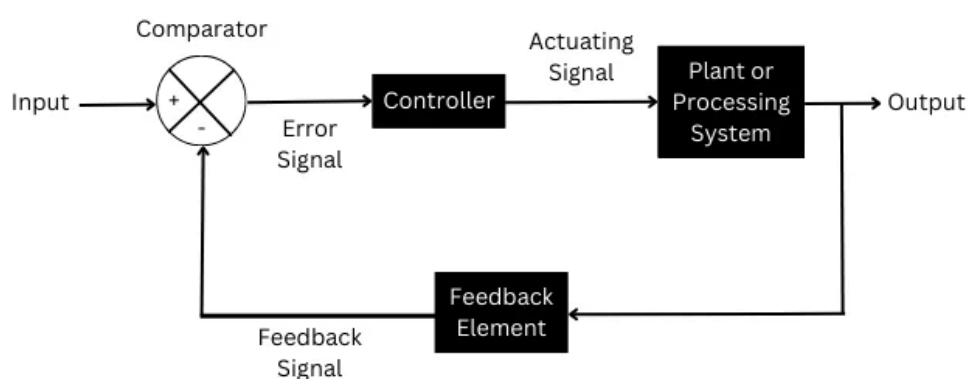 Comparator
Input
+
-
Error
Signal
Controller
Actuating
Signal
Plant or
Processing
System
Output
Feedback
Element
Feedback
Signal